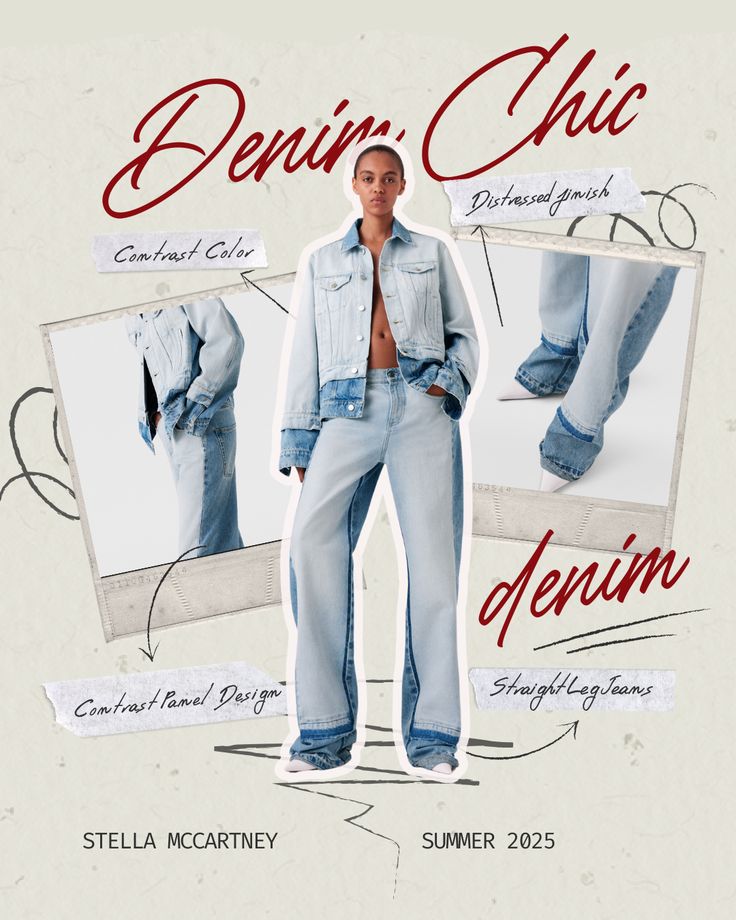 Denim Chic
Distressed finish
Contrast Color
denim
Contrast Panel Design
Straight Leg Jeans
STELLA MCCARTNEY
SUMMER 2025